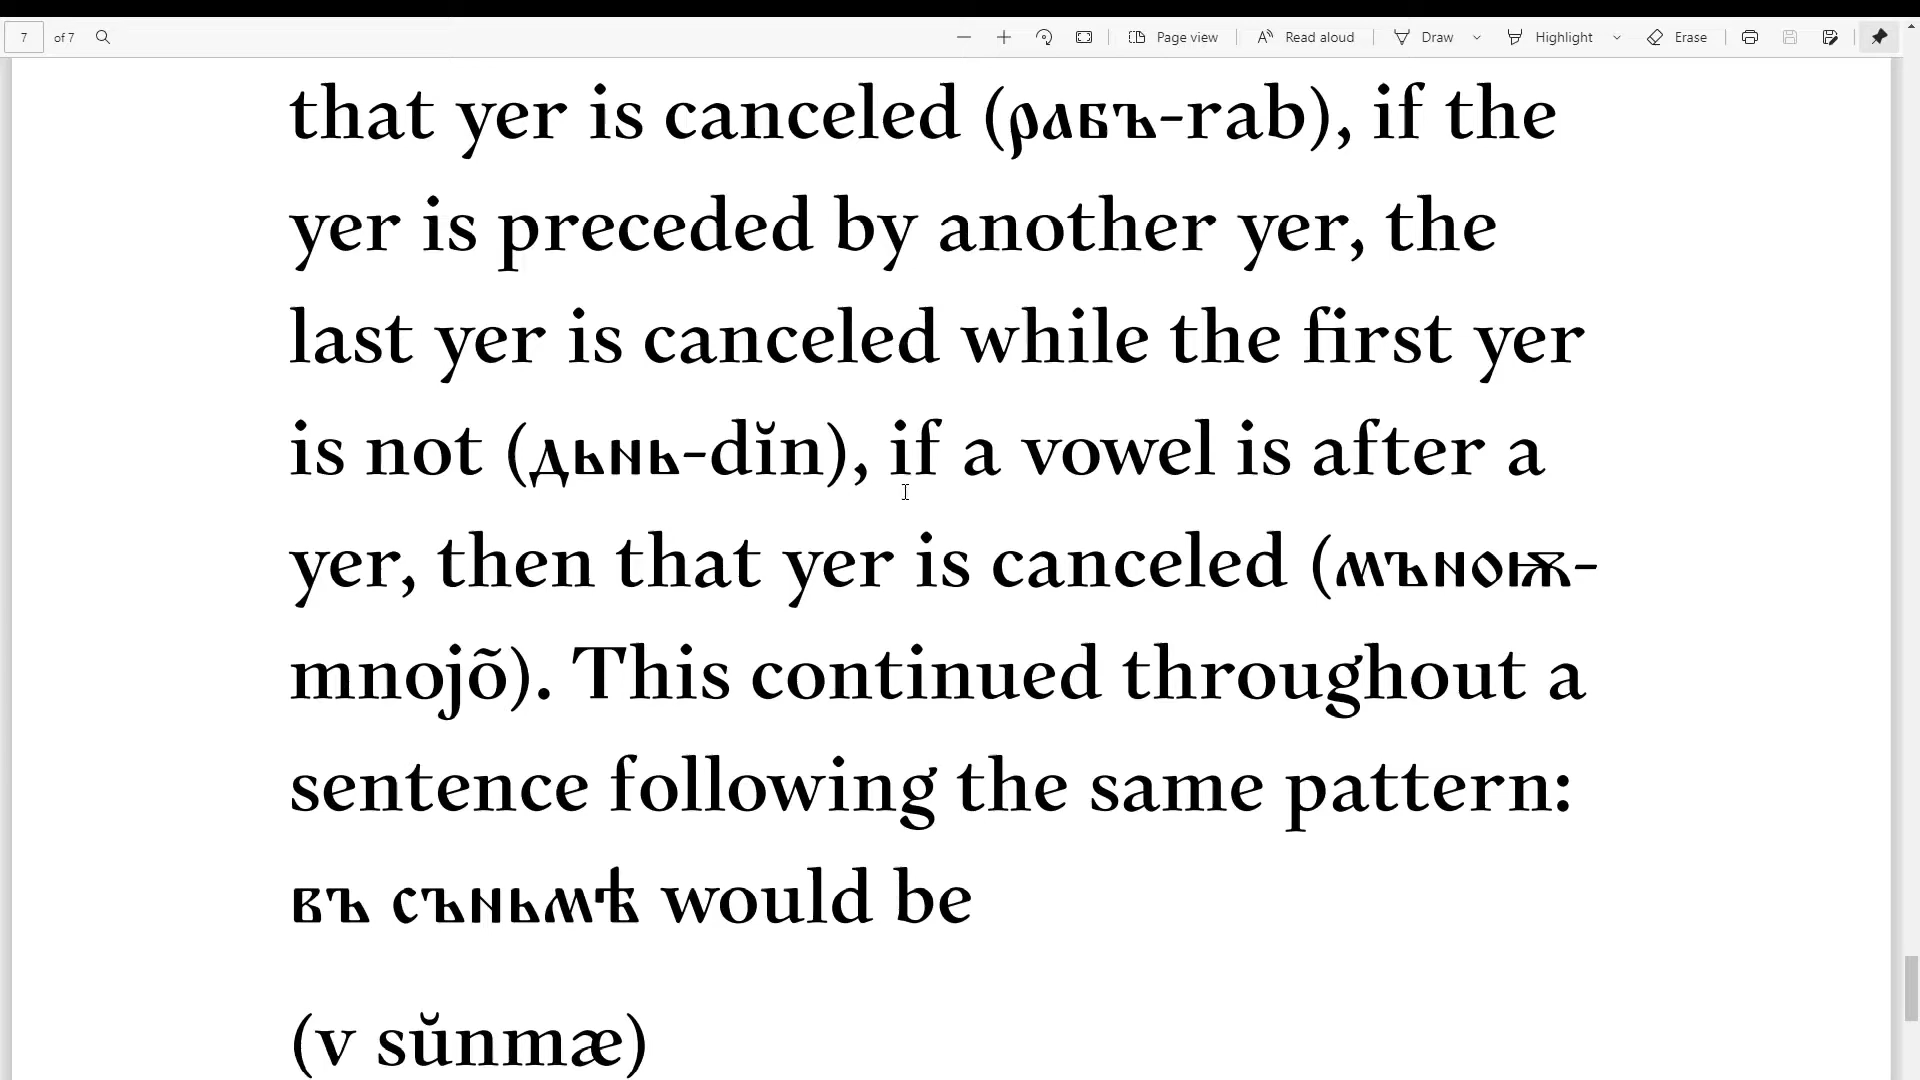 7 of 7 Page view Read aloud Draw Highlight Erase
that yer is canceled (рабъ-rab), if the
yer is preceded by another yer, the
last yer is canceled while the first yer
is not (дьнь-dĭn), if a vowel is after a
yer, then that yer is canceled (мъноѭ-
mnojõ). This continued throughout a
sentence following the same pattern:
въ съньмѣ would be
(v sŭnmæ)